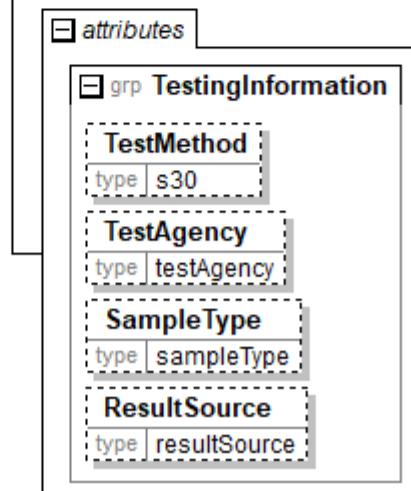 attributes
grp TestingInformation
TestMethod
type s30
TestAgency
type testAgency
SampleType
type sampleType
ResultSource
type resultSource